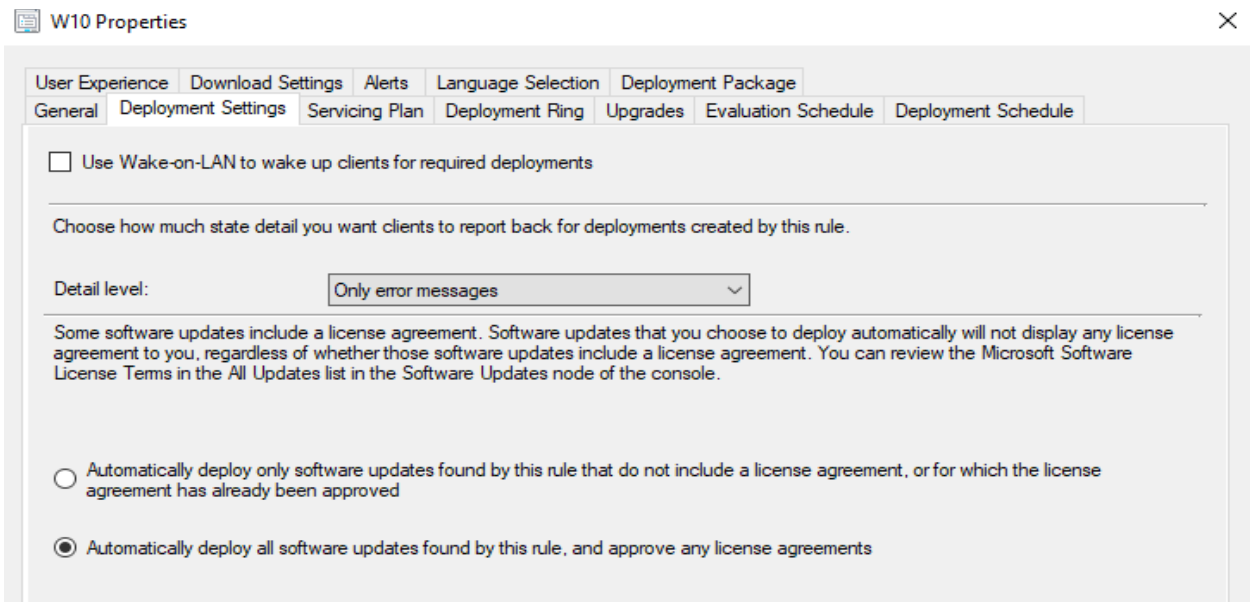 W10 Properties
User Experience Download Settings Alerts Language Selection Deployment Package
General Deployment Settings Servicing Plan Deployment Ring Upgrades Evaluation Schedule Deployment Schedule
Use Wake-on-LAN to wake up clients for required deployments
Choose how much state detail you want clients to report back for deployments created by this rule.
Detail level: Only error messages
Some software updates include a license agreement. Software updates that you choose to deploy automatically will not display any license
agreement to you, regardless of whether those software updates include a license agreement. You can review the Microsoft Software
License Terms in the All Updates list in the Software Updates node of the console.
Automatically deploy only software updates found by this rule that do not include a license agreement, or for which the license
agreement has already been approved
Automatically deploy all software updates found by this rule, and approve any license agreements